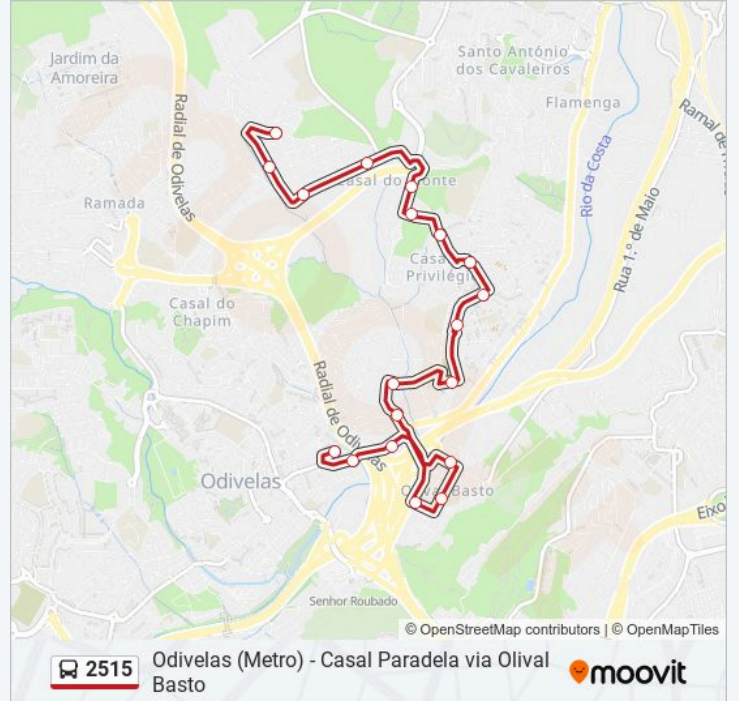 Jardim da
Amoreira
Santo António
dos Cavaleiros
Flamenga
Ramal de
Radial de Odivelas
Rio da Costa
Casal do Monte
Ramada
Rua 1.º de Maio
Casal
Privilégio
Casal do
Chapim
Radial de Odivelas
Odivelas
Olival Basto
Eixo
Senhor Roubado
© OpenStreetMap contributors | © OpenMapTiles
2515
Odivelas (Metro) - Casal Paradela via Olival
Basto
moovit